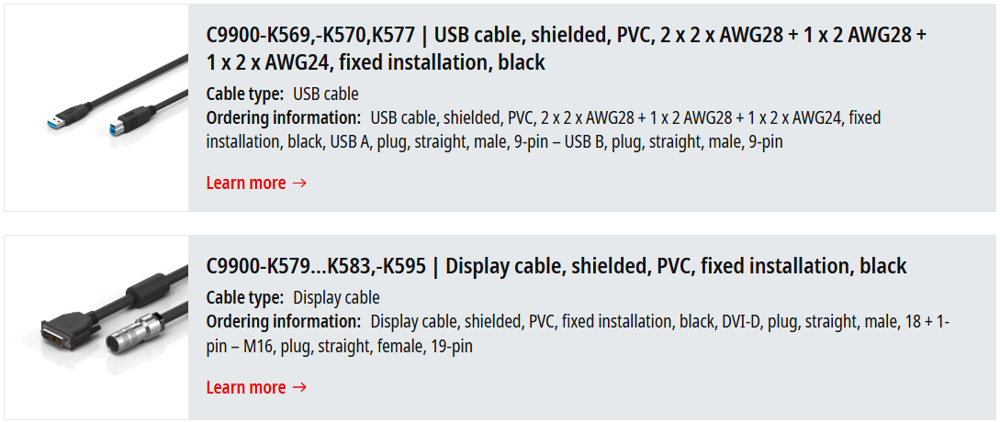 C9900-K569,-K570,K577 | USB cable, shielded, PVC, 2 x 2 x AWG28 + 1 x 2 AWG28 +
1 x 2 x AWG24, fixed installation, black
Cable type: USB cable
Ordering information: USB cable, shielded, PVC, 2 x 2 x AWG28 + 1 x 2 AWG28 + 1 x 2 x AWG24, fixed
installation, black, USB A, plug, straight, male, 9-pin – USB B, plug, straight, male, 9-pin
Learn more →
C9900-K579...K583,-K595 | Display cable, shielded, PVC, fixed installation, black
Cable type: Display cable
Ordering information: Display cable, shielded, PVC, fixed installation, black, DVI-D, plug, straight, male, 18 + 1-
pin – M16, plug, straight, female, 19-pin
Learn more →